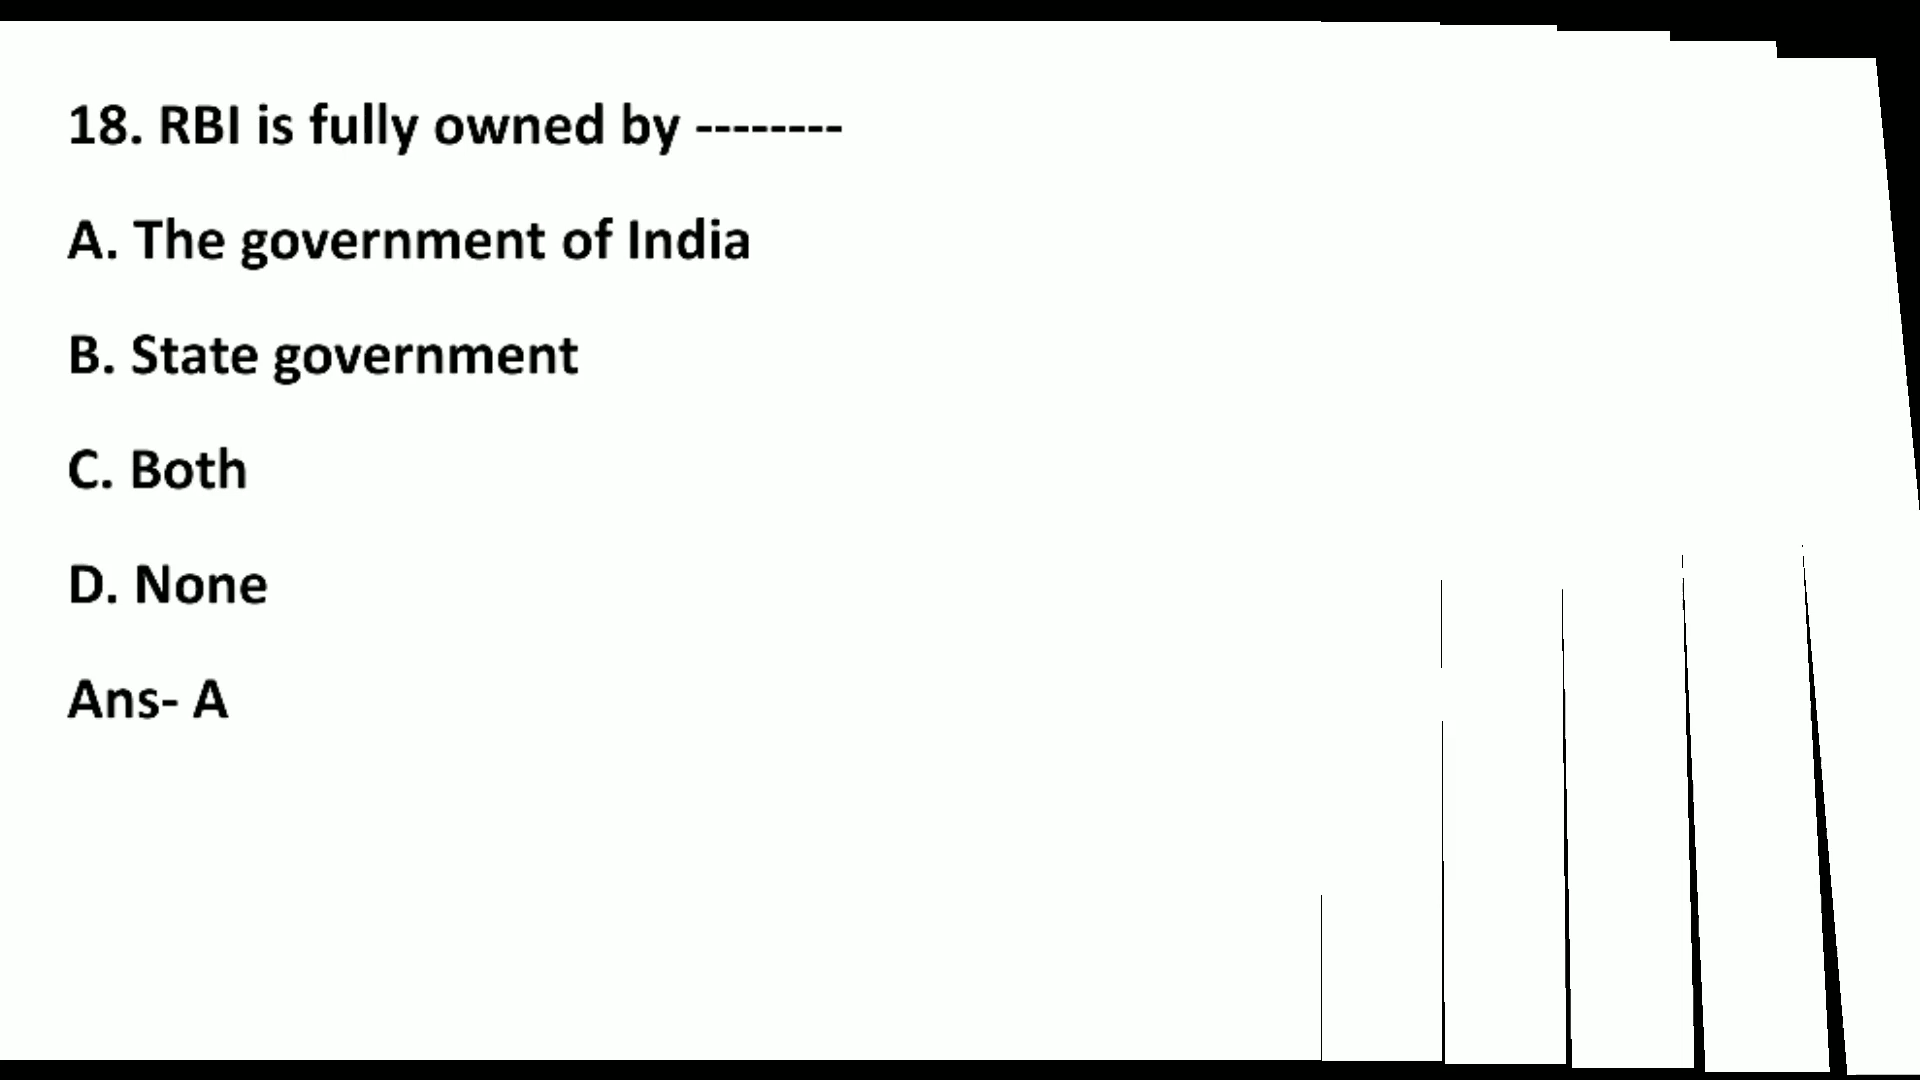 18. RBI is fully owned by --------
A. The government of India
B. State government
C. Both
D. None
Ans- A